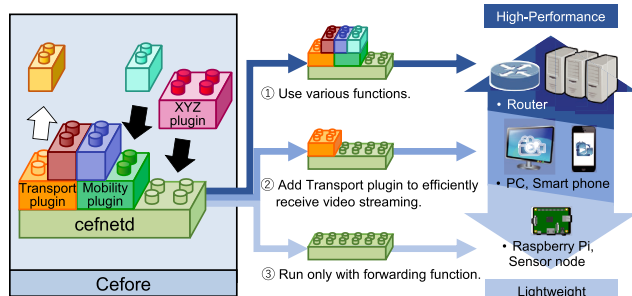 High-Performance
XYZ
plugin
① Use various functions.
• Router
Transport
plugin
Mobility
plugin
cefnetd
② Add Transport plugin to efficiently
receive video streaming.
• PC, Smart phone
③ Run only with forwarding function.
• Raspberry Pi,
Sensor node
Cefore
Lightweight